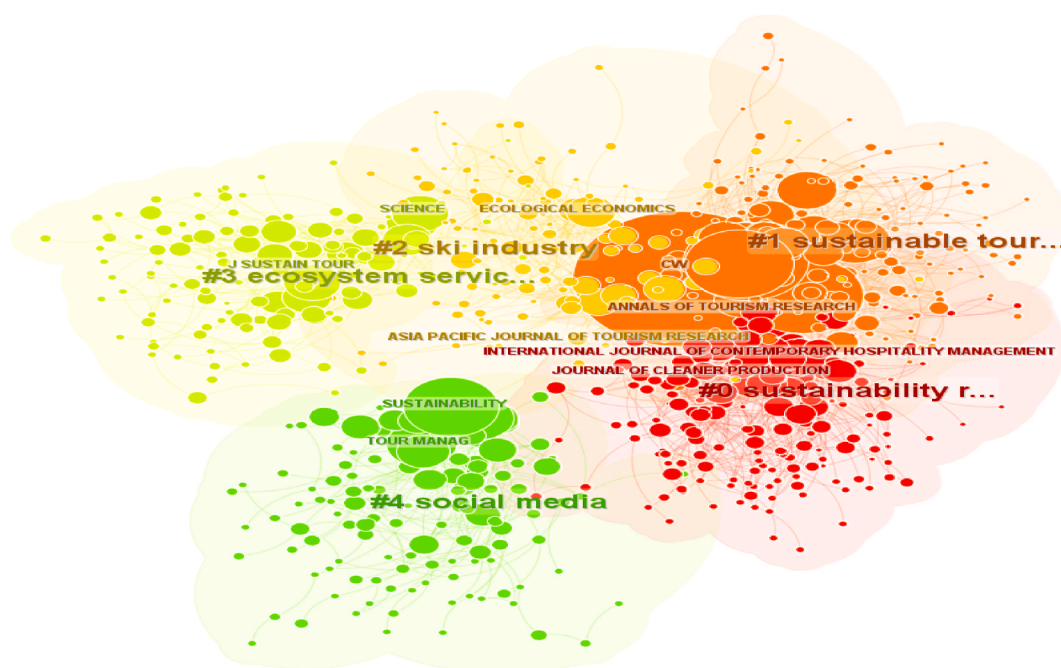 SCIENCE
ECOLOGICAL ECONOMICS
#1 sustainable tour...
#2 ski industry
J SUSTAIN TOUR
CW
#3 ecosystem servic...
ANNALS OF TOURISM RESEARCH
ASIA PACIFIC JOURNAL OF TOURISM RESEARCH
INTERNATIONAL JOURNAL OF CONTEMPORARY HOSPITALITY MANAGEMENT
JOURNAL OF CLEANER PRODUCTION
#0 sustainability r...
SUSTAINABILITY
TOUR MANAG
#4 social media